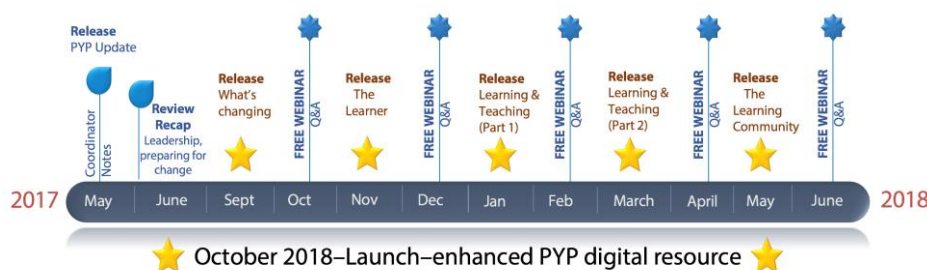 Release
PYP Update
Coordinator
Notes
Review
Recap
Leadership,
preparing for
change
Release
What's
changing
FREE WEBINAR
Q&A
Release
The
Learner
FREE WEBINAR
Q&A
Release
Learning &
Teaching
(Part 1)
FREE WEBINAR
Q&A
Release
Learning &
Teaching
(Part 2)
FREE WEBINAR
Q&A
Release
The
Learning
Community
FREE WEBINAR
Q&A
2017 May June Sept Oct Nov Dec Jan Feb March April May June 2018
October 2018–Launch–enhanced PYP digital resource